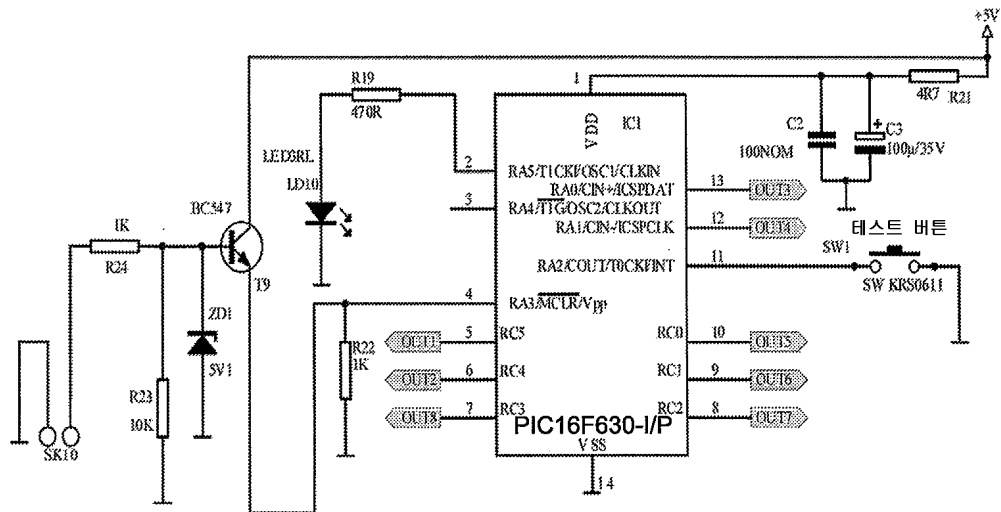 +5V
R19
470R
1
IC1
VDD
4R7
R21
C2
100NOM
+
C3
100µ/35V
LED3RL
LD10
2
RA5/T1CKI/OSC1/CLKIN
RA0/CIN+/ICSPDAT
13
OUT3
3
RA4/T1G/OSC2/CLKOUT
RA1/CIN-/ICSPCLK
12
OUT4
테스트 버튼
BC547
1K
R24
T9
RA2/COUT/T0CKI/INT
11
SW1
SW KRS0611
4
RA3/MCLR/Vpp
ZD1
5V1
OUT1
5
RC5
RC0
10
OUT5
R22
1K
OUT2
6
RC4
RC1
9
OUT6
R23
10K
OUT8
7
RC3
RC2
8
OUT7
PIC16F630-I/P
VSS
SK10
14